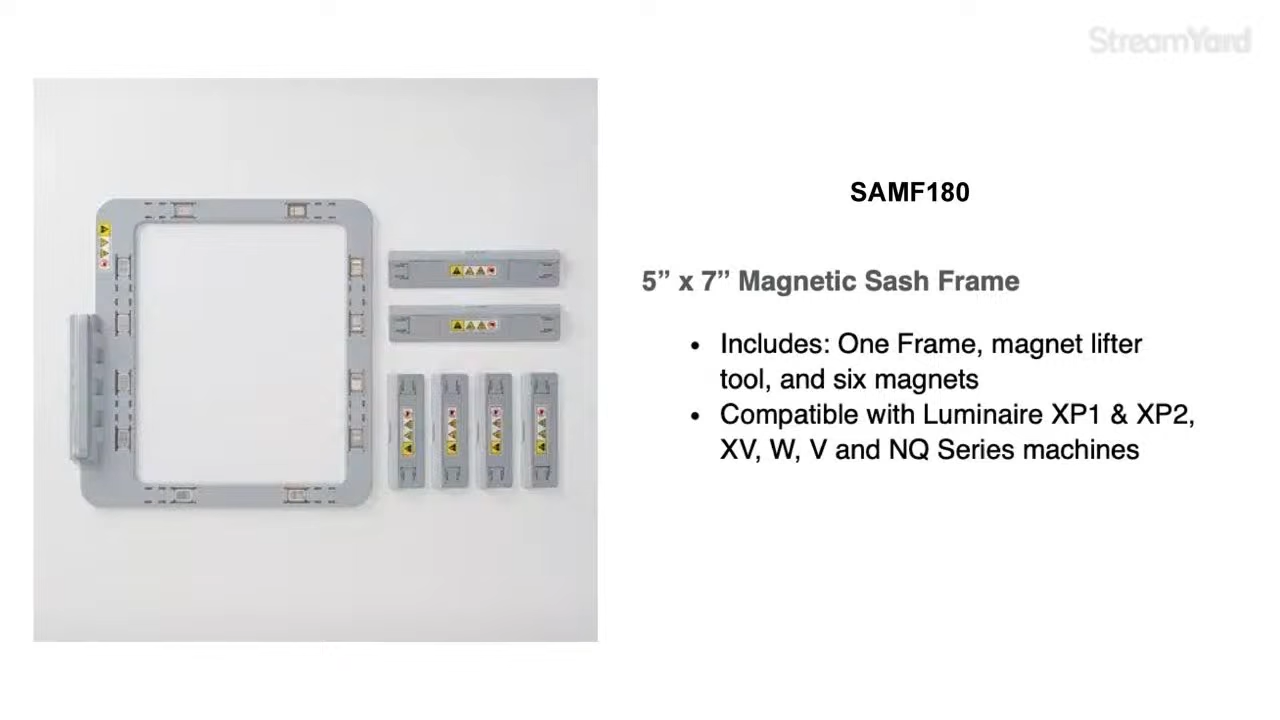 StreamYard
SAMF180
5” x 7” Magnetic Sash Frame
• Includes: One Frame, magnet lifter
tool, and six magnets
• Compatible with Luminaire XP1 & XP2,
XV, W, V and NQ Series machines